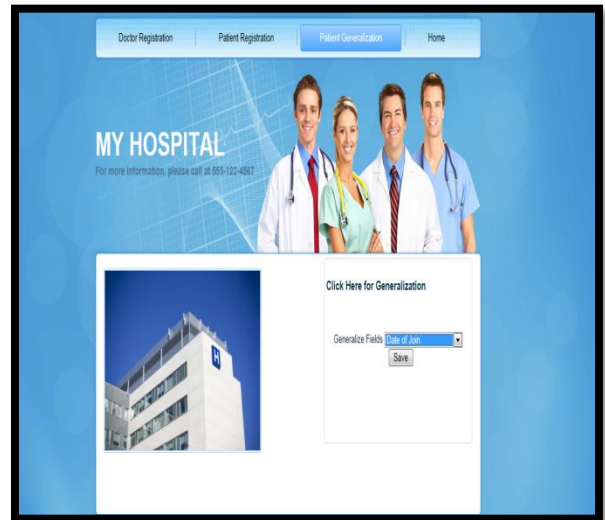 Doctor Registration Patient Registration Patient Generalization Home
MY HOSPITAL
For more information, please call at 555-123-4567
Click Here for Generalization
H
Generalize Fields Date of Join
Save